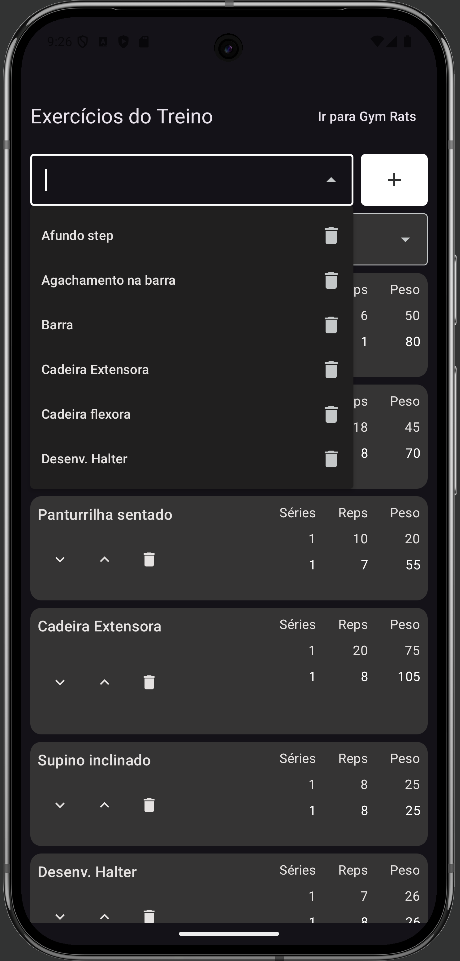 9:26
Exercícios do Treino
Ir para Gym Rats
+
Afundo step
Agachamento na barra
Barra
Cadeira Extensora
Cadeira flexora
Desenv. Halter
ps Peso
6 50
1 80
ps Peso
18 45
8 70
Panturrilha sentado Séries Reps Peso
1 10 20
1 7 55
Cadeira Extensora Séries Reps Peso
1 20 75
1 8 105
Supino inclinado Séries Reps Peso
1 8 25
1 8 25
Desenv. Halter Séries Reps Peso
1 7 26
1 8 26